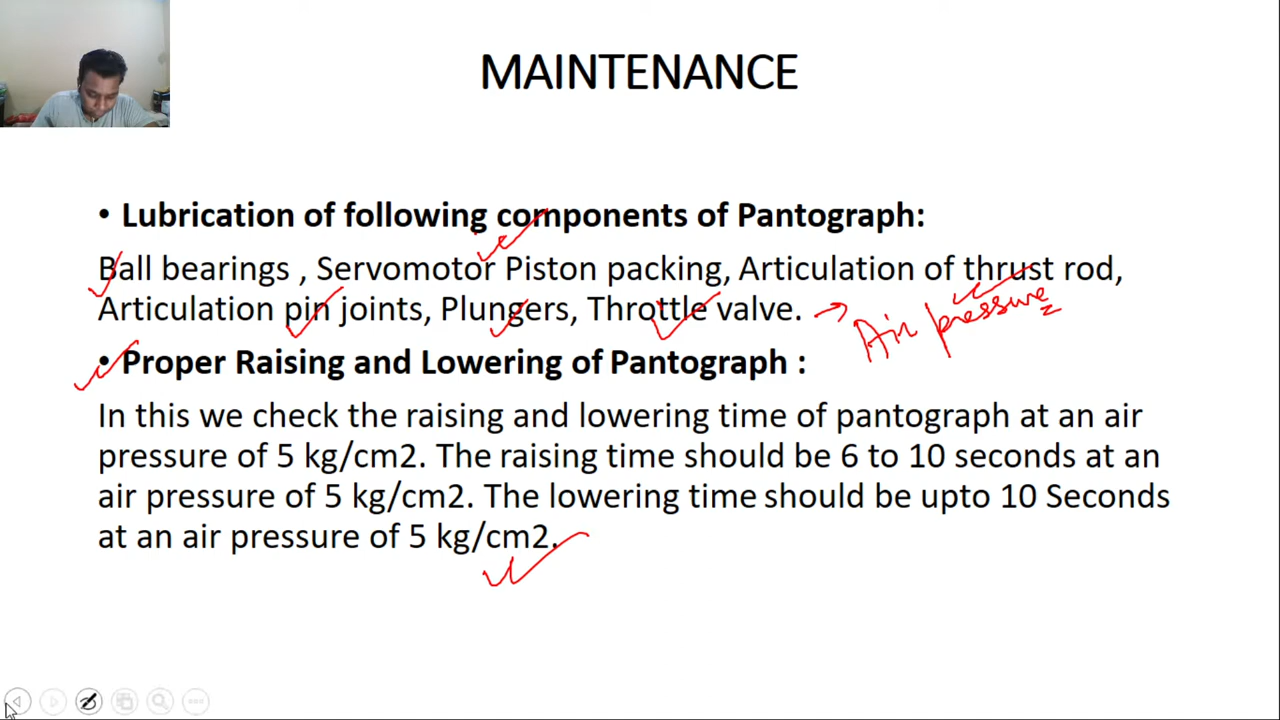 MAINTENANCE
• Lubrication of following components of Pantograph:
Ball bearings , Servomotor Piston packing, Articulation of thrust rod,
Articulation pin joints, Plungers, Throttle valve. → Air pressure
• Proper Raising and Lowering of Pantograph :
In this we check the raising and lowering time of pantograph at an air
pressure of 5 kg/cm2. The raising time should be 6 to 10 seconds at an
air pressure of 5 kg/cm2. The lowering time should be upto 10 Seconds
at an air pressure of 5 kg/cm2.